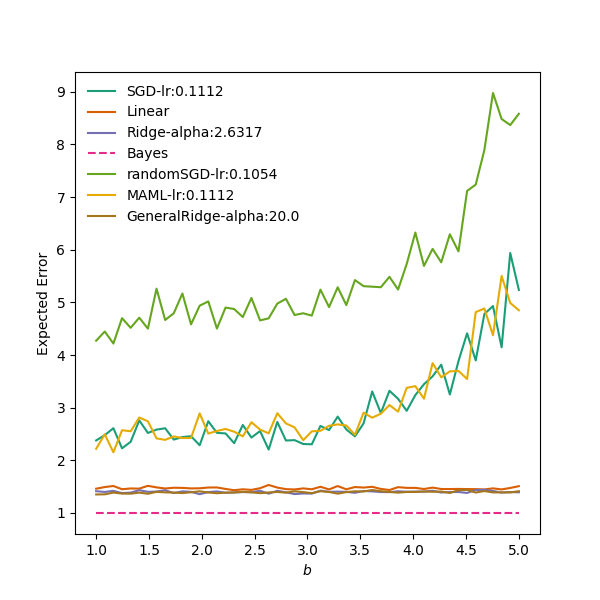 SGD-lr:0.1112
Linear
Ridge-alpha:2.6317
Bayes
randomSGD-lr:0.1054
MAML-lr:0.1112
GeneralRidge-alpha:20.0
Expected Error
9
8
7
6
5
4
3
2
1
1.0 1.5 2.0 2.5 3.0 3.5 4.0 4.5 5.0
b